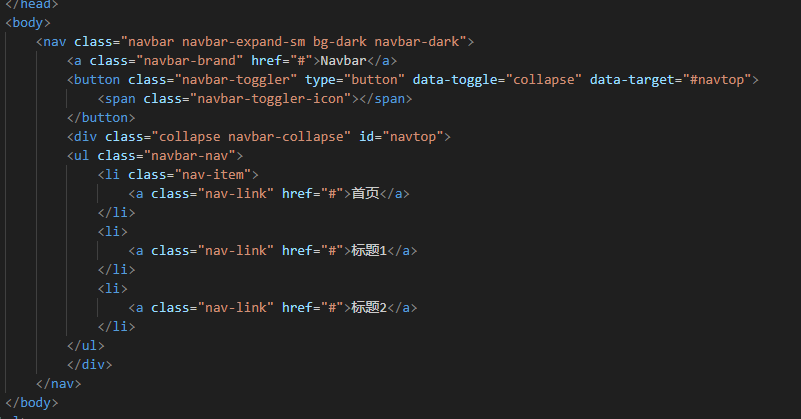 </head>
<body>
<nav class="navbar navbar-expand-sm bg-dark navbar-dark">
<a class="navbar-brand" href="#">Navbar</a>
<button class="navbar-toggler" type="button" data-toggle="collapse" data-target="#navtop">
<span class="navbar-toggler-icon"></span>
</button>
<div class="collapse navbar-collapse" id="navtop">
<ul class="navbar-nav">
<li class="nav-item">
<a class="nav-link" href="#">首页</a>
</li>
<li>
<a class="nav-link" href="#">标题1</a>
</li>
<li>
<a class="nav-link" href="#">标题2</a>
</li>
</ul>
</div>
</nav>
</body>